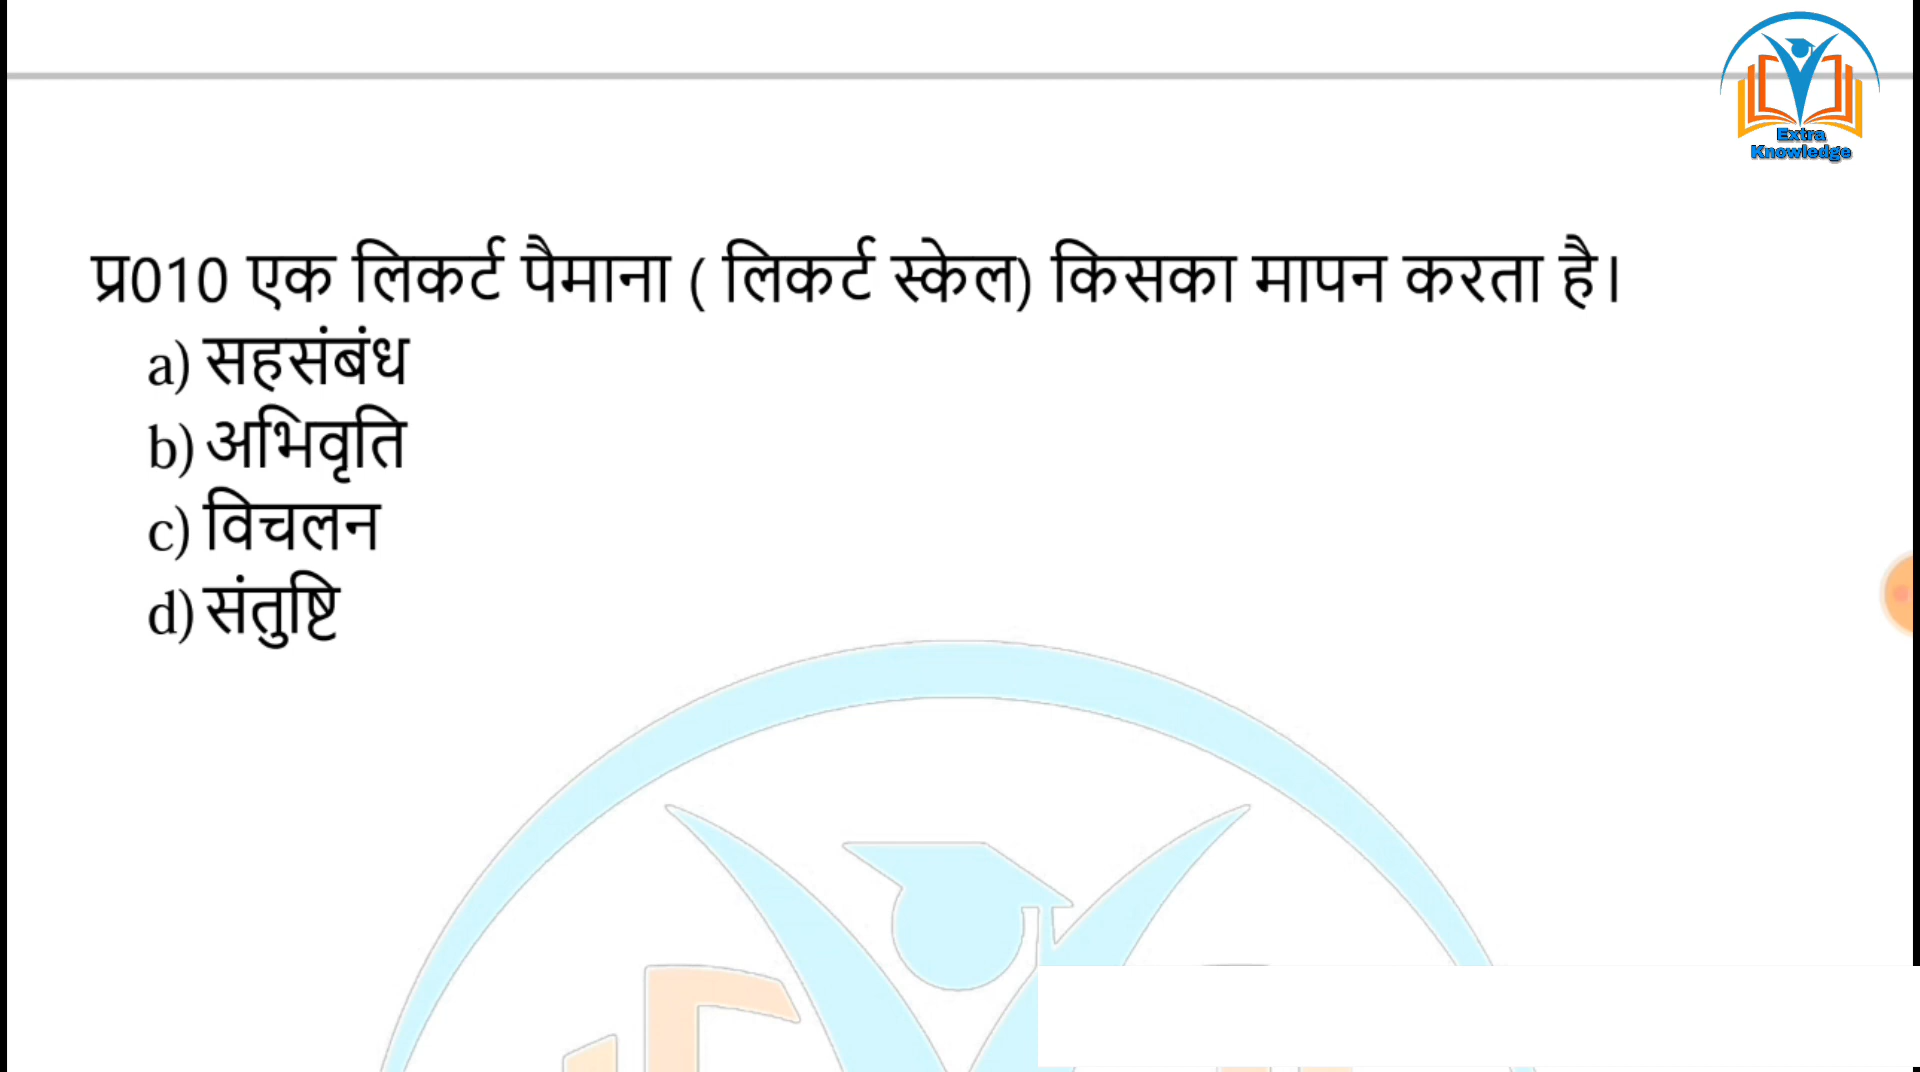 Extra
Knowledge
प्र010 एक लिकर्ट पैमाना ( लिकर्ट स्केल) किसका मापन करता है।
a) सहसंबंध
b) अभिवृति
c) विचलन
d) संतुष्टि